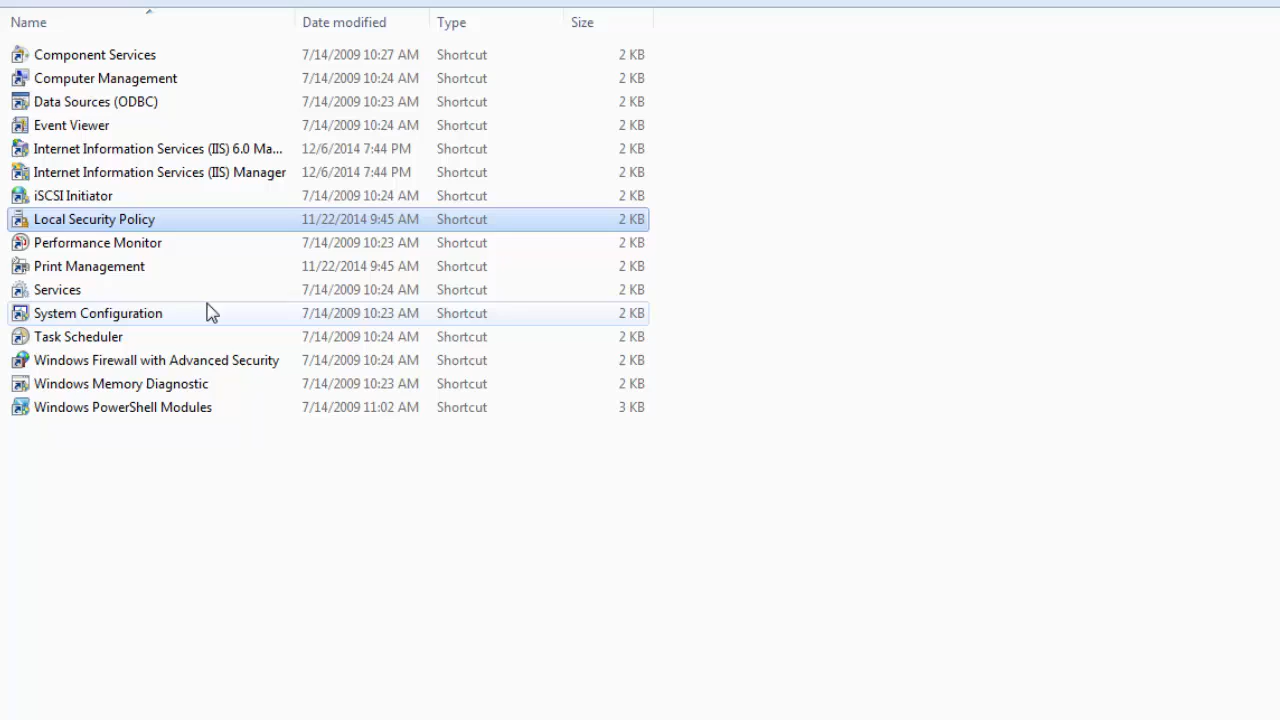 Name Date modified Type Size
Component Services 7/14/2009 10:27 AM Shortcut 2 KB
Computer Management 7/14/2009 10:24 AM Shortcut 2 KB
Data Sources (ODBC) 7/14/2009 10:23 AM Shortcut 2 KB
Event Viewer 7/14/2009 10:24 AM Shortcut 2 KB
Internet Information Services (IIS) 6.0 Ma... 12/6/2014 7:44 PM Shortcut 2 KB
Internet Information Services (IIS) Manager 12/6/2014 7:44 PM Shortcut 2 KB
iSCSI Initiator 7/14/2009 10:24 AM Shortcut 2 KB
Local Security Policy 11/22/2014 9:45 AM Shortcut 2 KB
Performance Monitor 7/14/2009 10:23 AM Shortcut 2 KB
Print Management 11/22/2014 9:45 AM Shortcut 2 KB
Services 7/14/2009 10:24 AM Shortcut 2 KB
System Configuration 7/14/2009 10:23 AM Shortcut 2 KB
Task Scheduler 7/14/2009 10:24 AM Shortcut 2 KB
Windows Firewall with Advanced Security 7/14/2009 10:24 AM Shortcut 2 KB
Windows Memory Diagnostic 7/14/2009 10:23 AM Shortcut 2 KB
Windows PowerShell Modules 7/14/2009 11:02 AM Shortcut 3 KB